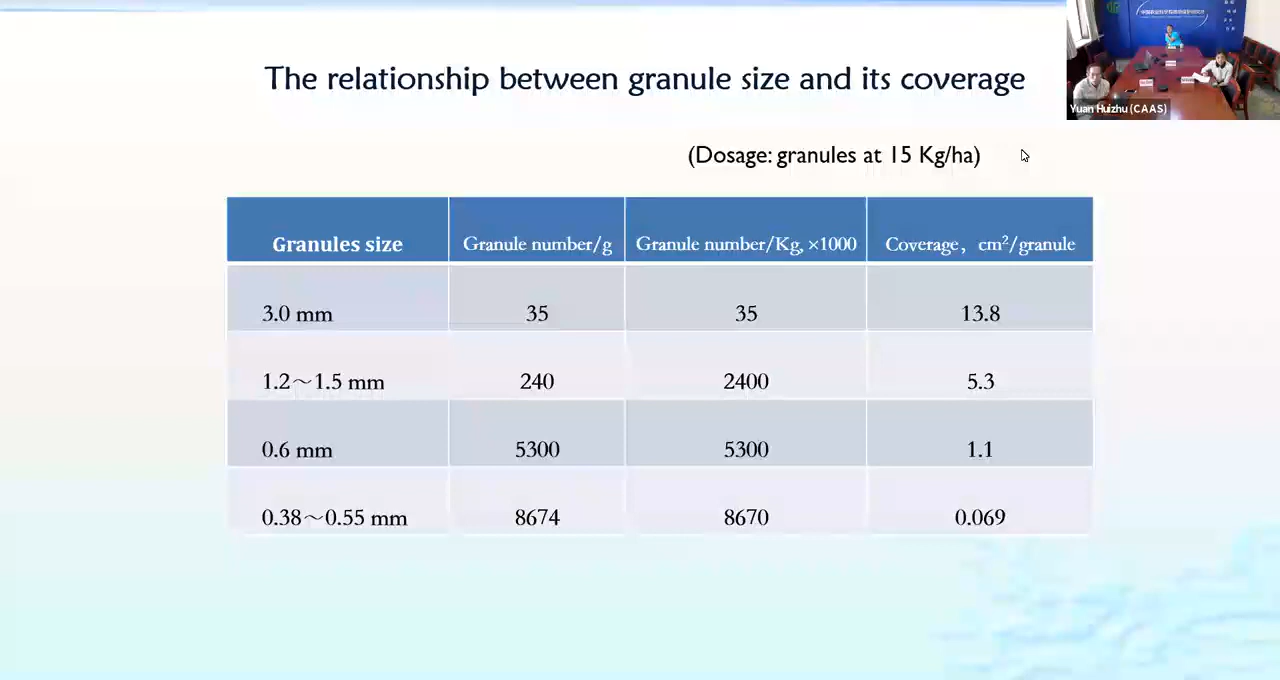 The relationship between granule size and its coverage
Yuan Huizhu (CAAS)
(Dosage: granules at 15 Kg/ha)
Granules size Granule number/g Granule number/Kg, ×1000 Coverage，cm²/granule
3.0 mm 35 35 13.8
1.2～1.5 mm 240 2400 5.3
0.6 mm 5300 5300 1.1
0.38～0.55 mm 8674 8670 0.069